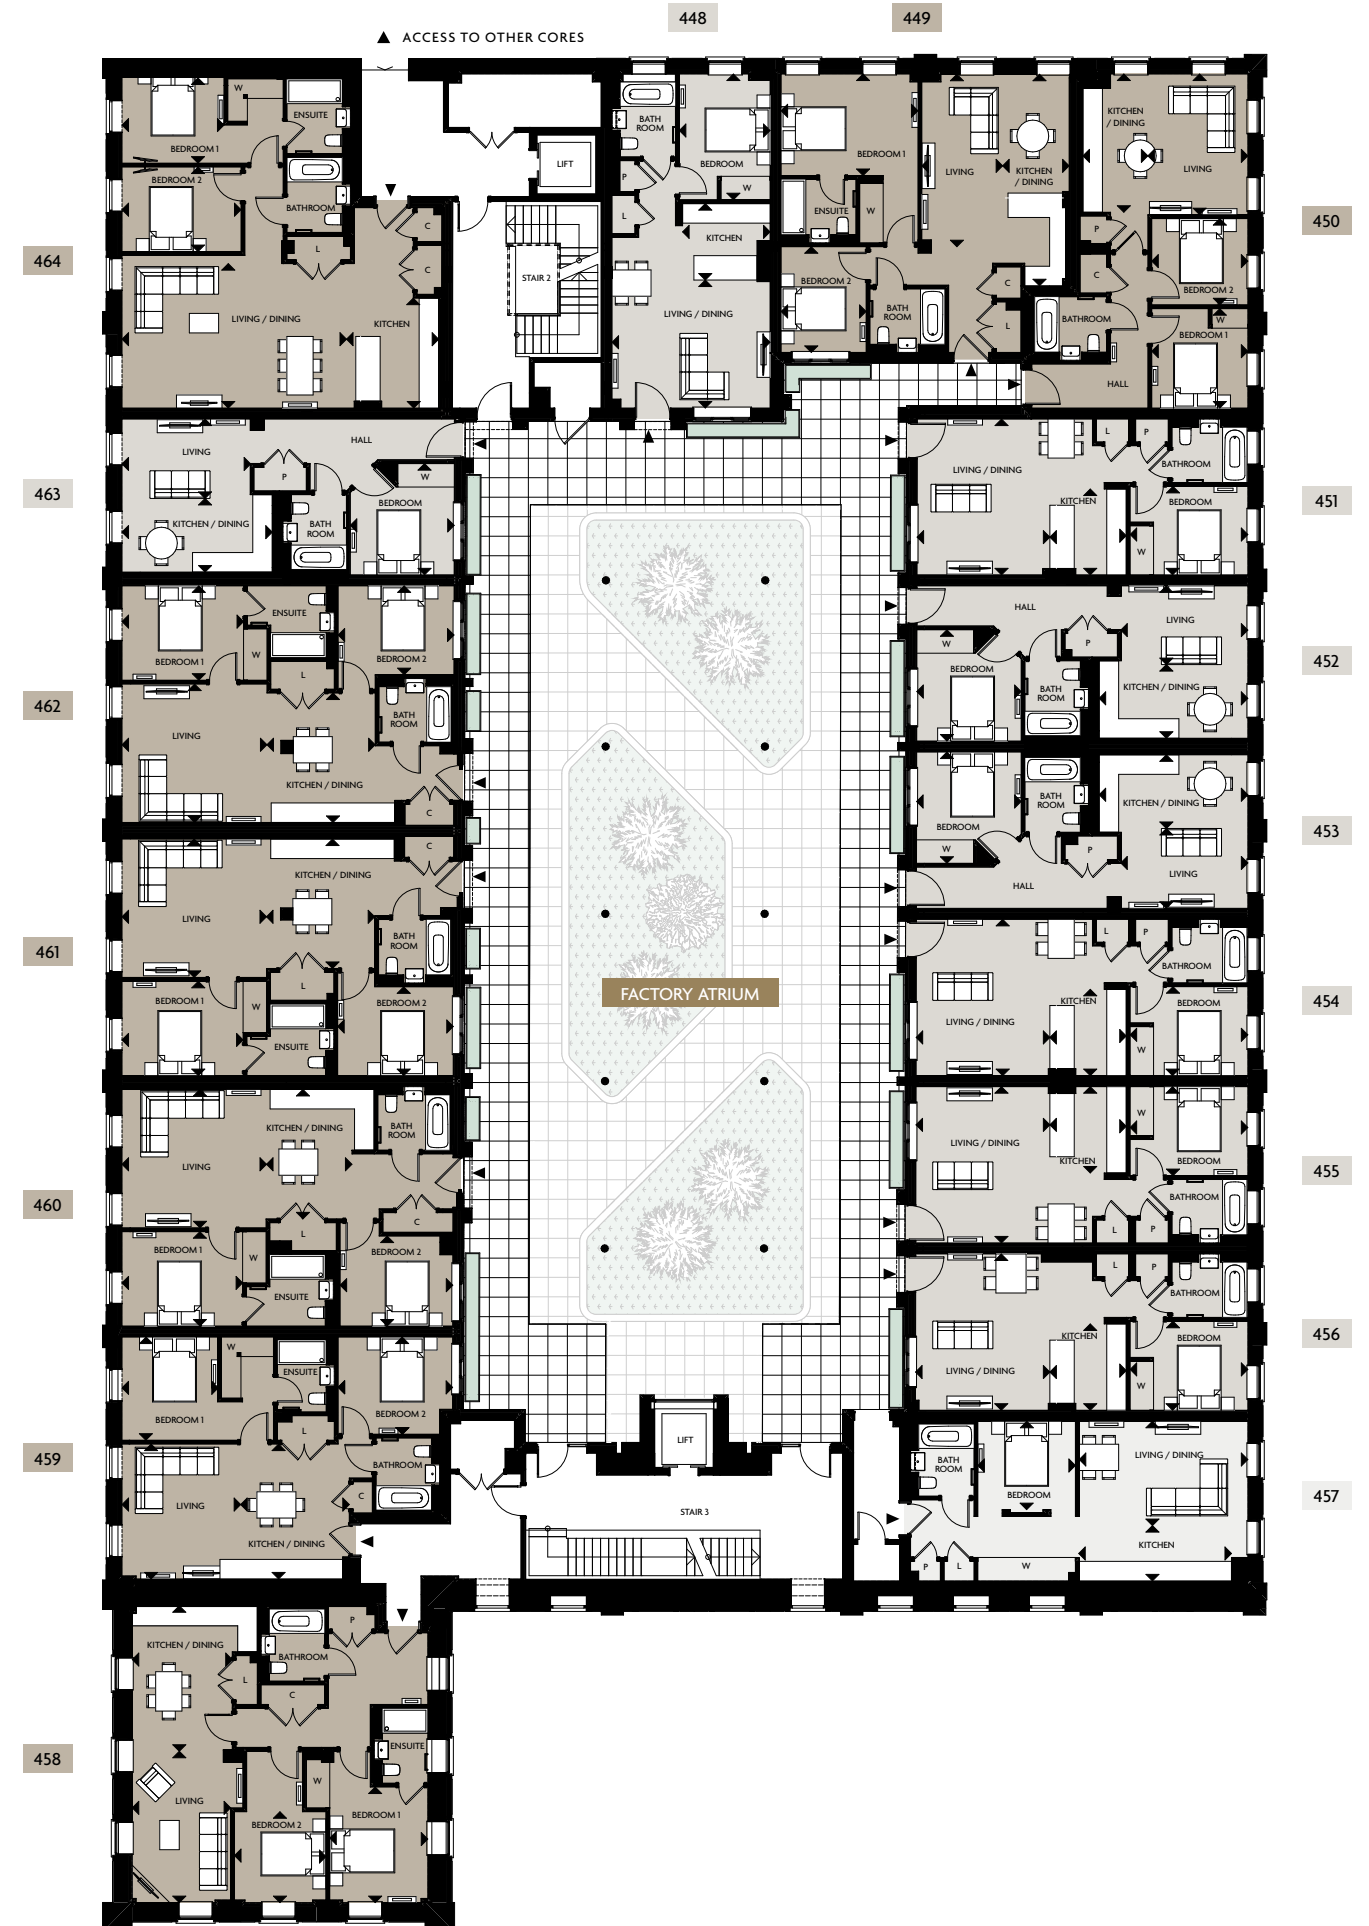 448
449
ACCESS TO OTHER CORES
464
BEDROOM 1
W
ENSUITE
BEDROOM 2
BATHROOM
L
C
C
LIVING / DINING
KITCHEN
LIFT
STAIR 2
BATH
ROOM
BEDROOM
P
W
L
KITCHEN
LIVING / DINING
BEDROOM 1
ENSUITE
W
BEDROOM 2
BATH
ROOM
LIVING
KITCHEN
/ DINING
C
L
450
KITCHEN
/ DINING
LIVING
P
C
BEDROOM 2
BATHROOM
W
BEDROOM 1
HALL
463
LIVING
HALL
P
W
BEDROOM
KITCHEN / DINING
BATH
ROOM
451
LIVING / DINING
L
P
BATHROOM
KITCHEN
BEDROOM
W
462
ENSUITE
BEDROOM 1
W
BEDROOM 2
L
BATH
ROOM
LIVING
KITCHEN / DINING
C
452
HALL
LIVING
W
P
BEDROOM
BATH
ROOM
KITCHEN / DINING
453
BATH
ROOM
KITCHEN / DINING
BEDROOM
W
P
LIVING
HALL
461
C
KITCHEN / DINING
LIVING
BATH
ROOM
L
BEDROOM 1
W
BEDROOM 2
ENSUITE
FACTORY ATRIUM
454
L
P
BATHROOM
KITCHEN
BEDROOM
LIVING / DINING
W
460
KITCHEN / DINING
BATH
ROOM
LIVING
C
L
BEDROOM 1
W
BEDROOM 2
ENSUITE
455
W
LIVING / DINING
KITCHEN
BEDROOM
BATHROOM
L
P
456
L
P
BATHROOM
KITCHEN
BEDROOM
LIVING / DINING
W
459
W
ENSUITE
BEDROOM 1
BEDROOM 2
L
BATHROOM
C
LIVING
KITCHEN / DINING
LIFT
STAIR 3
457
BATH
ROOM
BEDROOM
LIVING / DINING
KITCHEN
P
L
W
458
KITCHEN / DINING
P
BATHROOM
L
C
ENSUITE
W
LIVING
BEDROOM 1
BEDROOM 2